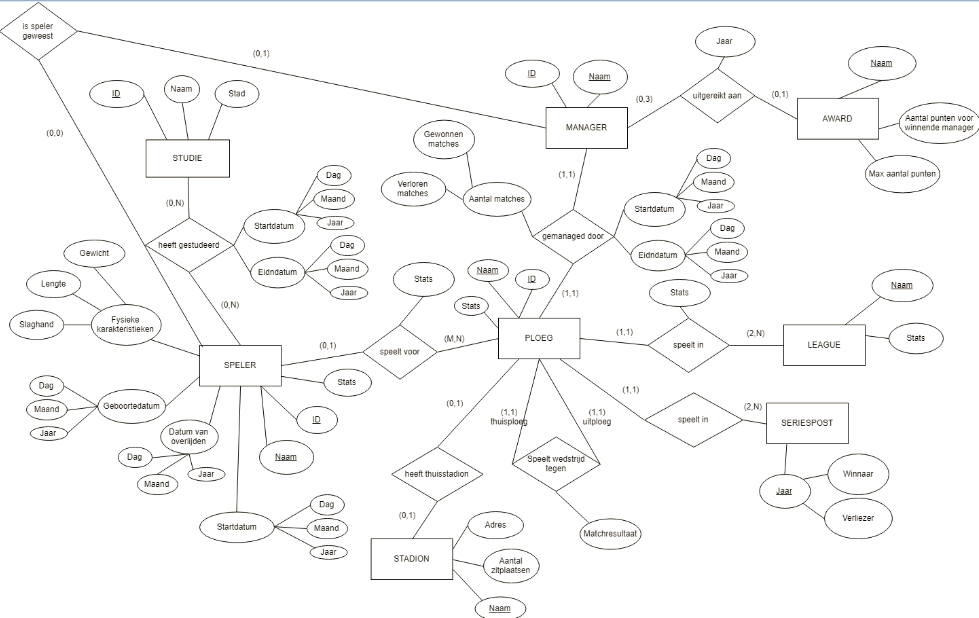 is speler
geweest
(0,1)
(0,0)
ID
Naam
Stad
STUDIE
(0,N)
heeft gestudeerd
Startdatum
Dag
Maand
Jaar
Eidndatum
Dag
Maand
Jaar
(0,N)
Gewicht
Lengte
Slaghand
Fysieke
karakteristieken
SPELER
Geboortedatum
Dag
Maand
Jaar
Datum van
overlijden
Dag
Maand
Jaar
Startdatum
Dag
Maand
Jaar
Naam
ID
Stats
(0,1)
speelt voor
Stats
(M,N)
ID
Naam
MANAGER
(0,3)
uitgereikt aan
Jaar
(0,1)
AWARD
Naam
Aantal punten voor
winnende manager
Max aantal punten
(1,1)
gemanaged door
Gewonnen
matches
Verloren
matches
Aantal matches
Startdatum
Dag
Maand
Jaar
Eidndatum
Dag
Maand
Jaar
(1,1)
Naam
ID
Stats
PLOEG
(1,1)
speelt in
Stats
(2,N)
LEAGUE
Naam
Stats
(1,1)
speelt in
(2,N)
SERIESPOST
Jaar
Winnaar
Verliezer
(1,1)
thuisploeg
(1,1)
uitploeg
Speelt wedstrijd
tegen
Matchresultaat
(0,1)
heeft thuisstadion
(0,1)
STADION
Adres
Aantal
zitplaatsen
Naam